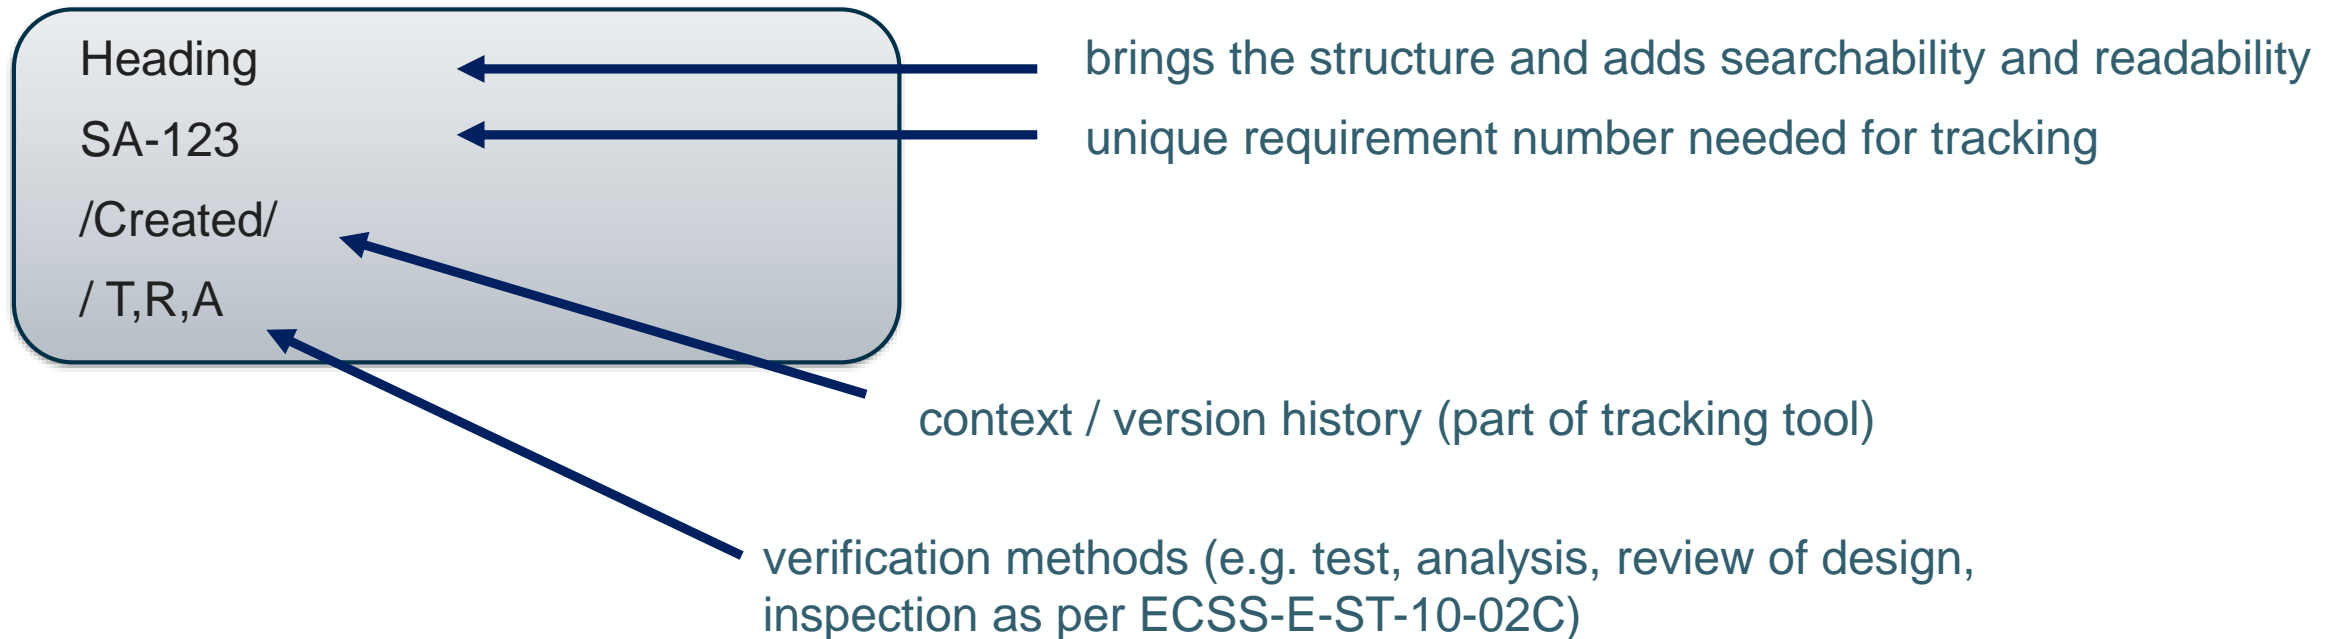 Heading
brings the structure and adds searchability and readability
SA-123
unique requirement number needed for tracking
/Created/
/ T,R,A
context / version history (part of tracking tool)
verification methods (e.g. test, analysis, review of design,
inspection as per ECSS-E-ST-10-02C)